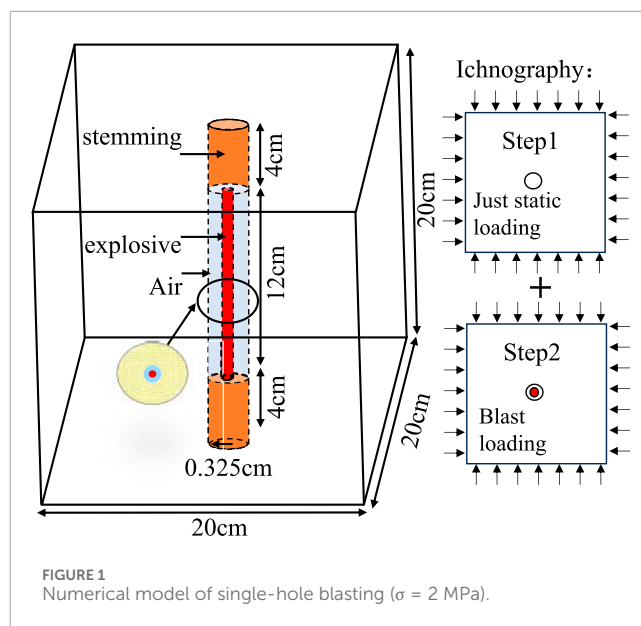 stemming
4cm
explosive
Air
12cm
4cm
0.325cm
20cm
20cm
20cm
Ichnography：
Step1
Just static
loading
+
Step2
Blast
loading
FIGURE 1
Numerical model of single-hole blasting (σ = 2 MPa).